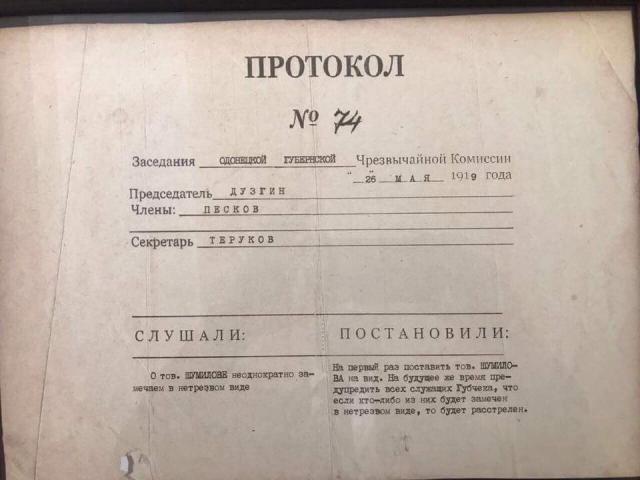 ПРОТОКОЛ
№ 74
Заседания ОЛОНЕЦКОЙ ГУБЕРНСКОЙ Чрезвычайной Комиссии
"26 МАЯ 1919 года
Председатель ДУЗГИН
Члены: ПЕСКОВ
Секретарь ТЕРУКОВ
СЛУШАЛИ: ПОСТАНОВИЛИ:
О тов. ШУМИЛОВЕ неоднократно за-
мечаем в нетрезвом виде
На первый раз поставить тов. ШУМИЛО-
ВА на вид. На будущее же время пре-
дупредить всех служащих Губчека, что
если кто-либо из них будет замечен
в нетрезвом виде, то будет расстрелен.